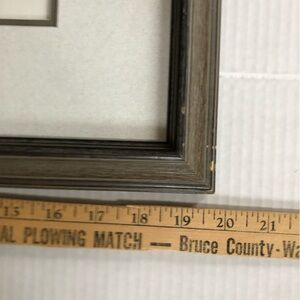 15 16 17 18 19 20 21
AL PLOWING MATCH — Bruce County-Wa